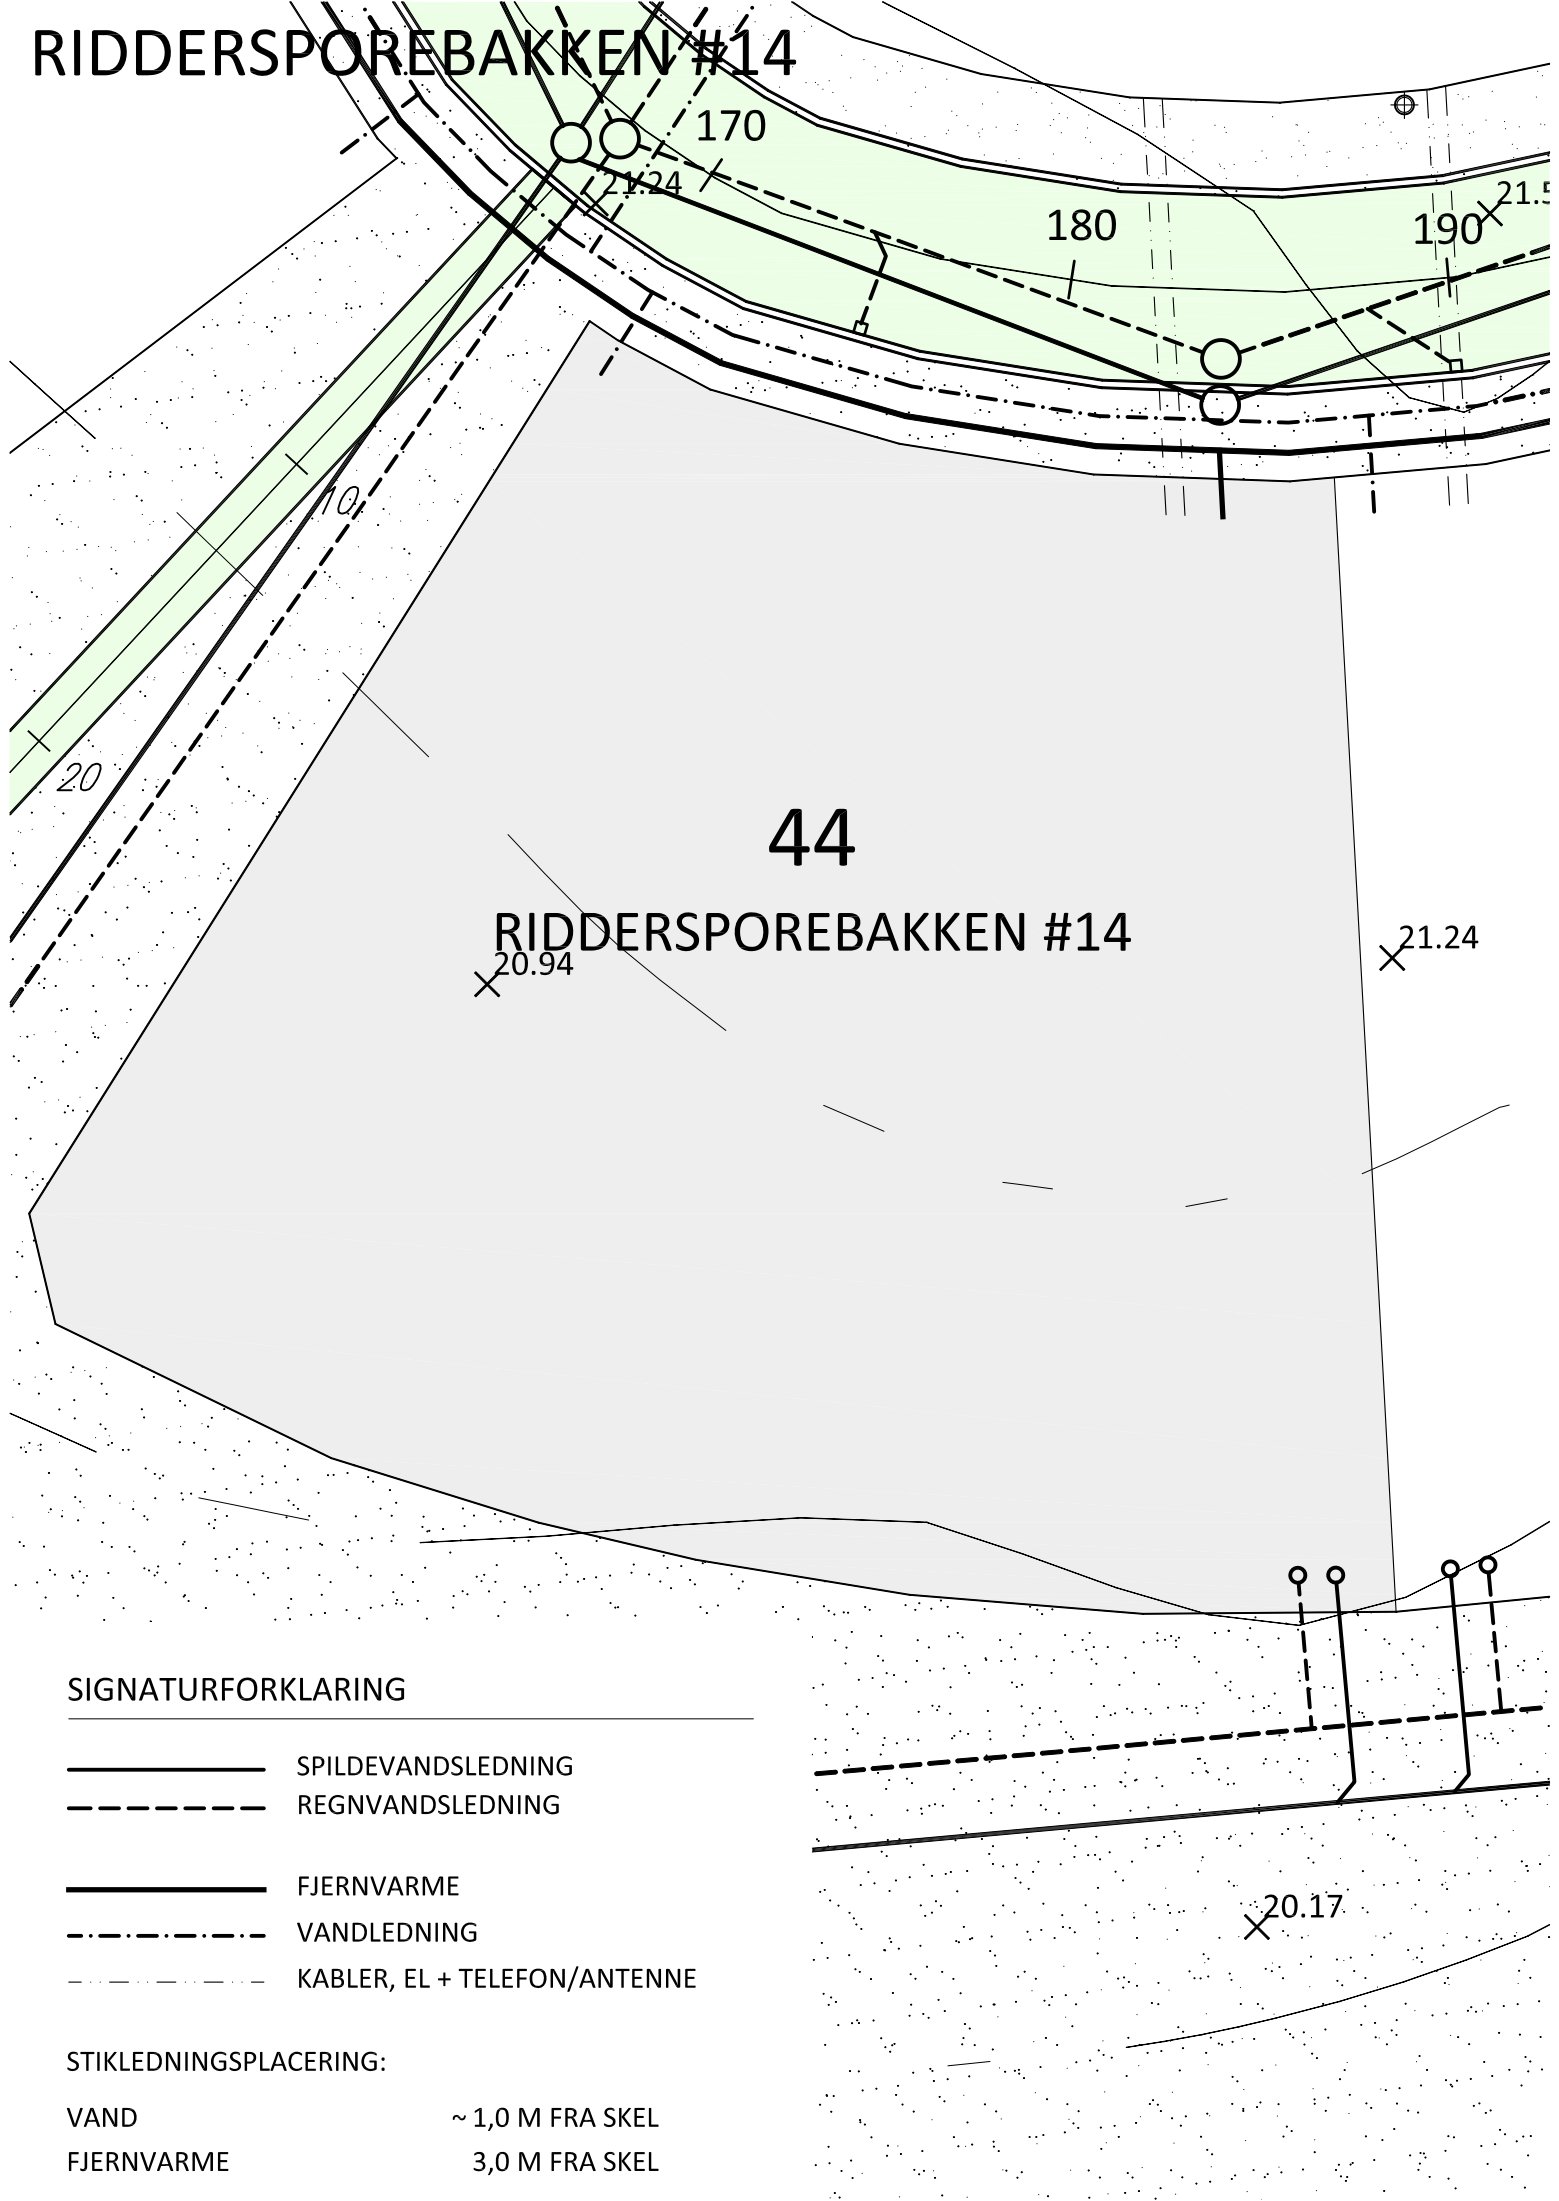 RIDDERSPOREBAKKEN #14
170
21.24
180
190
21.5
10
20
44
RIDDERSPOREBAKKEN #14
20.94
21.24
SIGNATURFORKLARING
SPILDEVANDSLEDNING
REGNVANDSLEDNING
FJERNVARME
VANDLEDNING
KABLER, EL + TELEFON/ANTENNE
20.17
STIKLEDNINGSPLACERING:
VAND ~ 1,0 M FRA SKEL
FJERNVARME 3,0 M FRA SKEL